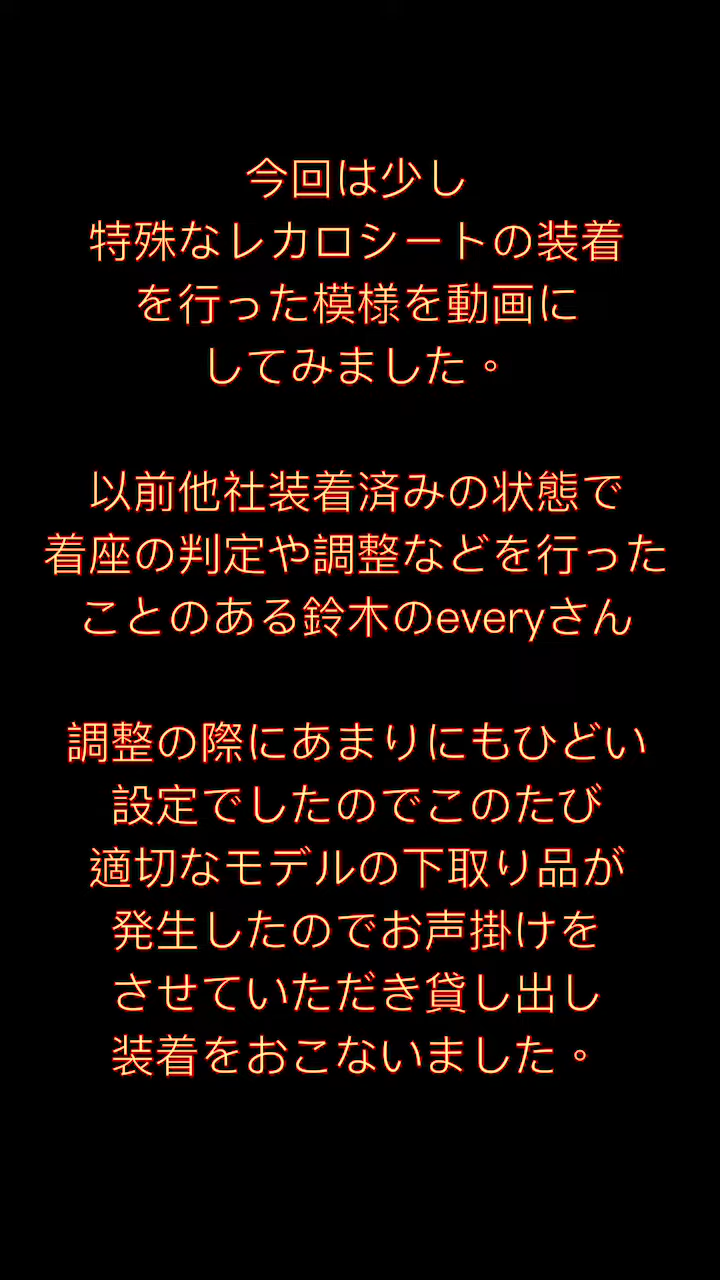 今回は少し
特殊なレカロシートの装着
を行った模様を動画に
してみました。
以前他社装着済みの状態で
着座の判定や調整などを行った
ことのある鈴木のeveryさん
調整の際にあまりにもひどい
設定でしたのでこのたび
適切なモデルの下取り品が
発生したのでお声掛けを
させていただき貸し出し
装着をおこないました。